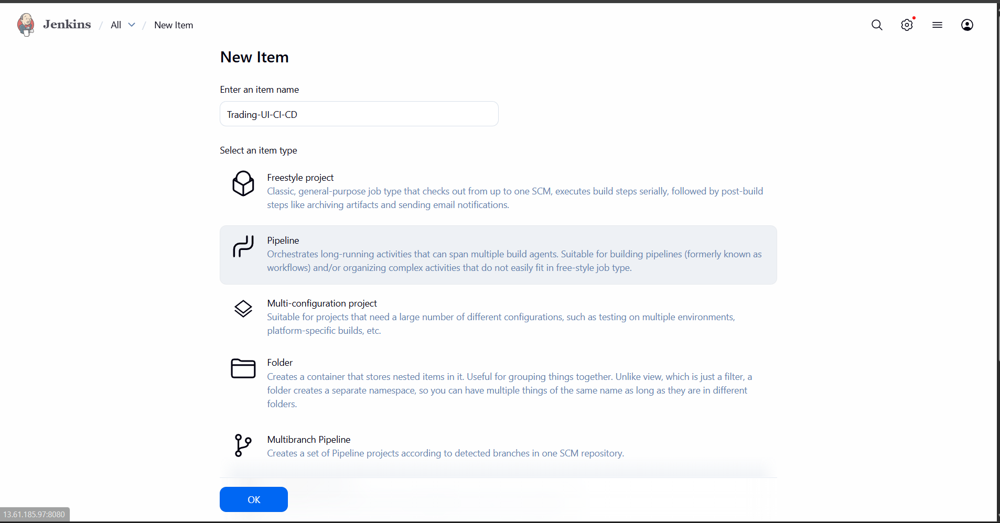 Jenkins / All / New Item
New Item
Enter an item name
Trading-UI-CI-CD
Select an item type
Freestyle project
Classic, general-purpose job type that checks out from up to one SCM, executes build steps serially, followed by post-build
steps like archiving artifacts and sending email notifications.
Pipeline
Orchestrates long-running activities that can span multiple build agents. Suitable for building pipelines (formerly known as
workflows) and/or organizing complex activities that do not easily fit in free-style job type.
Multi-configuration project
Suitable for projects that need a large number of different configurations, such as testing on multiple environments,
platform-specific builds, etc.
Folder
Creates a container that stores nested items in it. Useful for grouping things together. Unlike view, which is just a filter, a
folder creates a separate namespace, so you can have multiple things of the same name as long as they are in different
folders.
Multibranch Pipeline
Creates a set of Pipeline projects according to detected branches in one SCM repository.
OK
13.61.185.97:8080